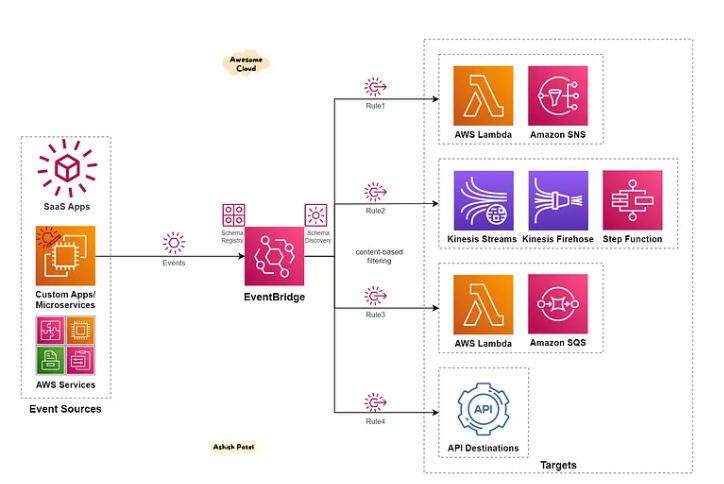 Awesome
Cloud
SaaS Apps
Custom Apps/
Microservices
AWS Services
Event Sources
Events
Schema
Registry
Schema
Discovery
EventBridge
content-based
filtering
Rule1
AWS Lambda
Amazon SNS
Rule2
Kinesis Streams
Kinesis Firehose
Step Function
Rule3
AWS Lambda
Amazon SQS
Rule4
API
API Destinations
Targets
Ashish Patel